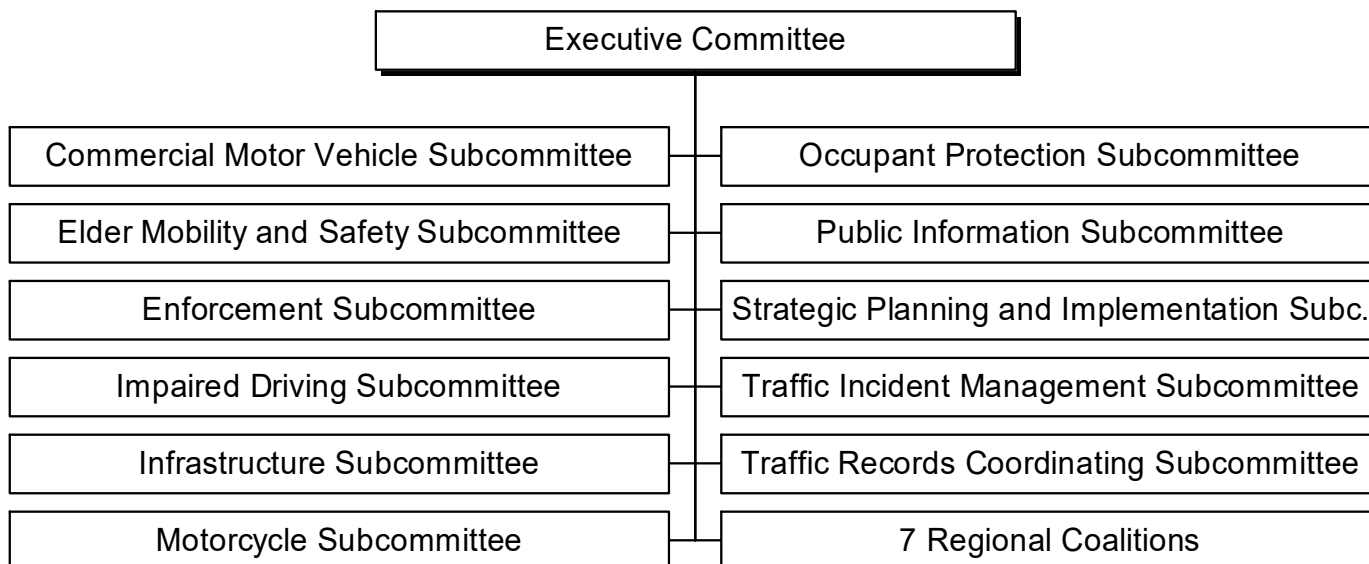 Executive Committee
Commercial Motor Vehicle Subcommittee
Occupant Protection Subcommittee
Elder Mobility and Safety Subcommittee
Public Information Subcommittee
Enforcement Subcommittee
Strategic Planning and Implementation Subc.
Impaired Driving Subcommittee
Traffic Incident Management Subcommittee
Infrastructure Subcommittee
Traffic Records Coordinating Subcommittee
Motorcycle Subcommittee
7 Regional Coalitions